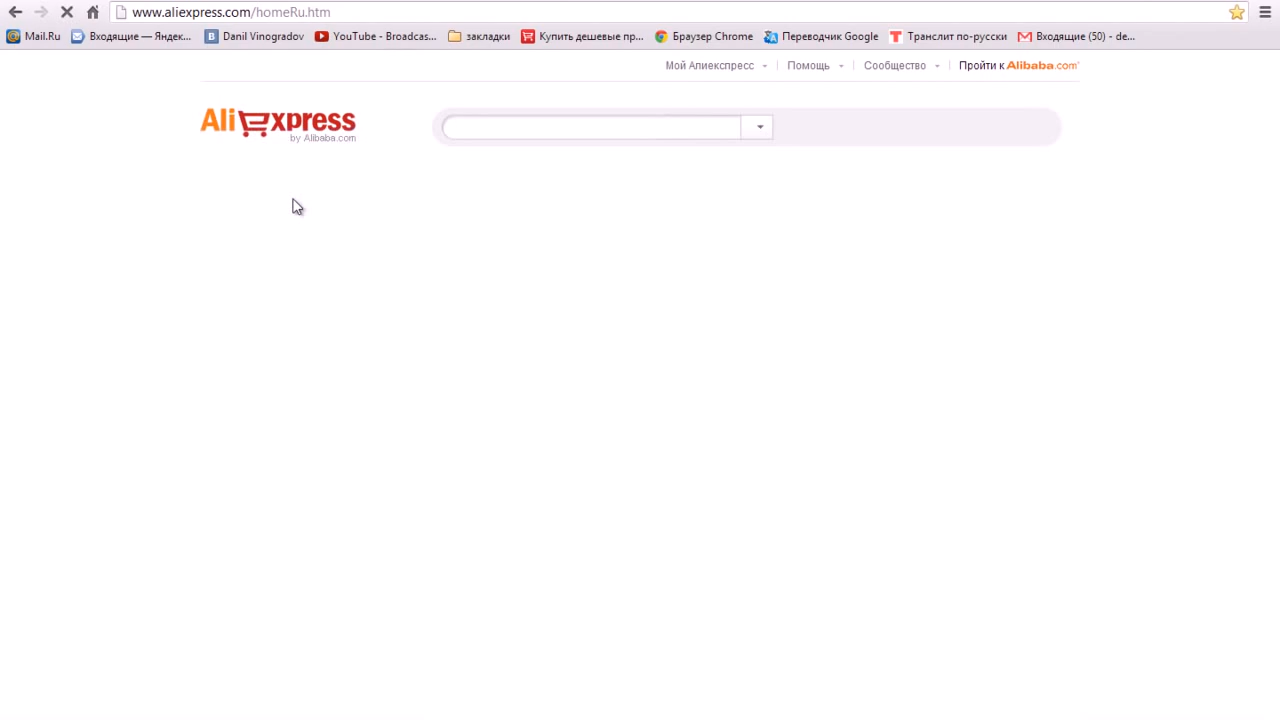 www.aliexpress.com/homeRu.htm
Mail.Ru Входящие — Яндек... Danil Vinogradov YouTube - Broadcas... закладки Купить дешевые пр... Браузер Chrome Переводчик Google Транслит по-русски Входящие (50) - de...
Мой Алиекспресс Помощь Сообщество Пройти к Alibaba.com
AliExpress
by Alibaba.com